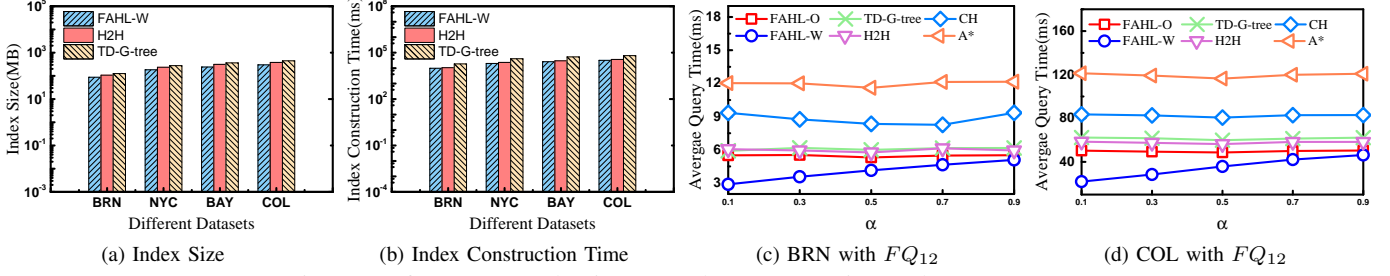 Index Size(MB)
10^5
10^3
10^1
10^-1
10^-3
FAHL-W
H2H
TD-G-tree
BRN NYC BAY COL
Different Datasets
(a) Index Size
Index Construction Time(ms)
10^8
10^5
10^2
10^-1
10^-4
FAHL-W
H2H
TD-G-tree
BRN NYC BAY COL
Different Datasets
(b) Index Construction Time
Avergae Query Time(ms)
18
15
12
9
6
3
FAHL-O TD-G-tree CH
FAHL-W H2H A*
0.1 0.3 0.5 0.7 0.9
α
(c) BRN with FQ12
Avergae Query Time(ms)
160
120
80
40
FAHL-O TD-G-tree CH
FAHL-W H2H A*
0.1 0.3 0.5 0.7 0.9
α
(d) COL with FQ12